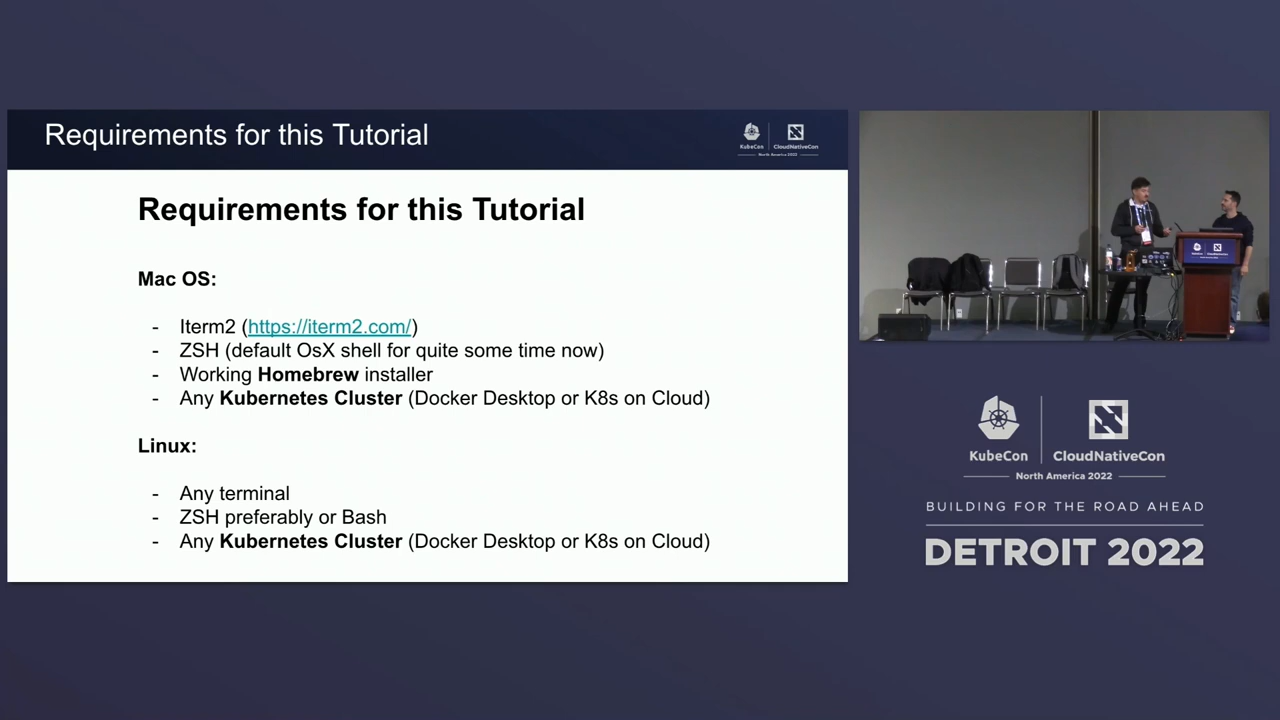 Requirements for this Tutorial
KubeCon
CloudNativeCon
North America 2022
Requirements for this Tutorial
Mac OS:
- Iterm2 (https://iterm2.com/)
- ZSH (default OsX shell for quite some time now)
- Working Homebrew installer
- Any Kubernetes Cluster (Docker Desktop or K8s on Cloud)
Linux:
- Any terminal
- ZSH preferably or Bash
- Any Kubernetes Cluster (Docker Desktop or K8s on Cloud)
KubeCon
CloudNativeCon
North America 2022
BUILDING FOR THE ROAD AHEAD
DETROIT 2022